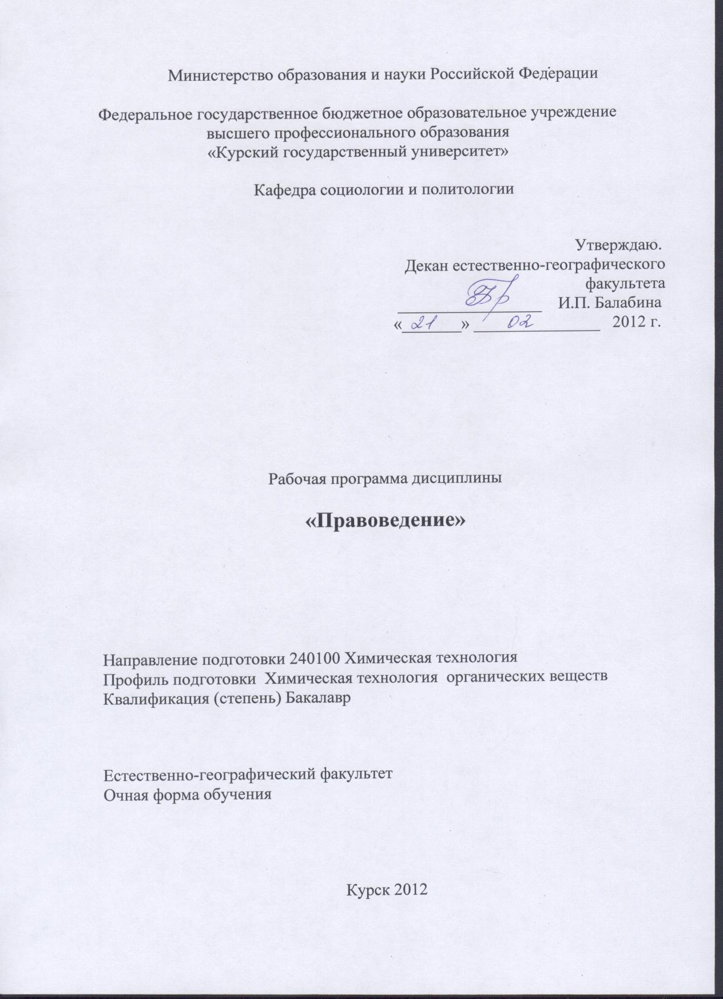 Министерство образования и науки Российской Федерации
Федеральное государственное бюджетное образовательное учреждение
высшего профессионального образования
«Курский государственный университет»
Кафедра социологии и политологии
Утверждаю.
Декан естественно-географического
факультета
И.П. Балабина
« 21 » 02 2012 г.
Рабочая программа дисциплины
«Правоведение»
Направление подготовки 240100 Химическая технология
Профиль подготовки Химическая технология органических веществ
Квалификация (степень) Бакалавр
Естественно-географический факультет
Очная форма обучения
Курск 2012